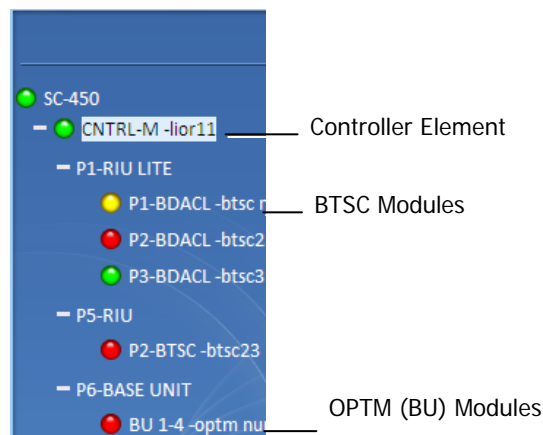 SC-450
CNTRL-M -lior11 Controller Element
P1-RIU LITE
P1-BDACL -btsc BTSC Modules
P2-BDACL -btsc2
P3-BDACL -btsc3
P5-RIU
P2-BTSC -btsc23
P6-BASE UNIT
BU 1-4 -optm OPTM (BU) Modules